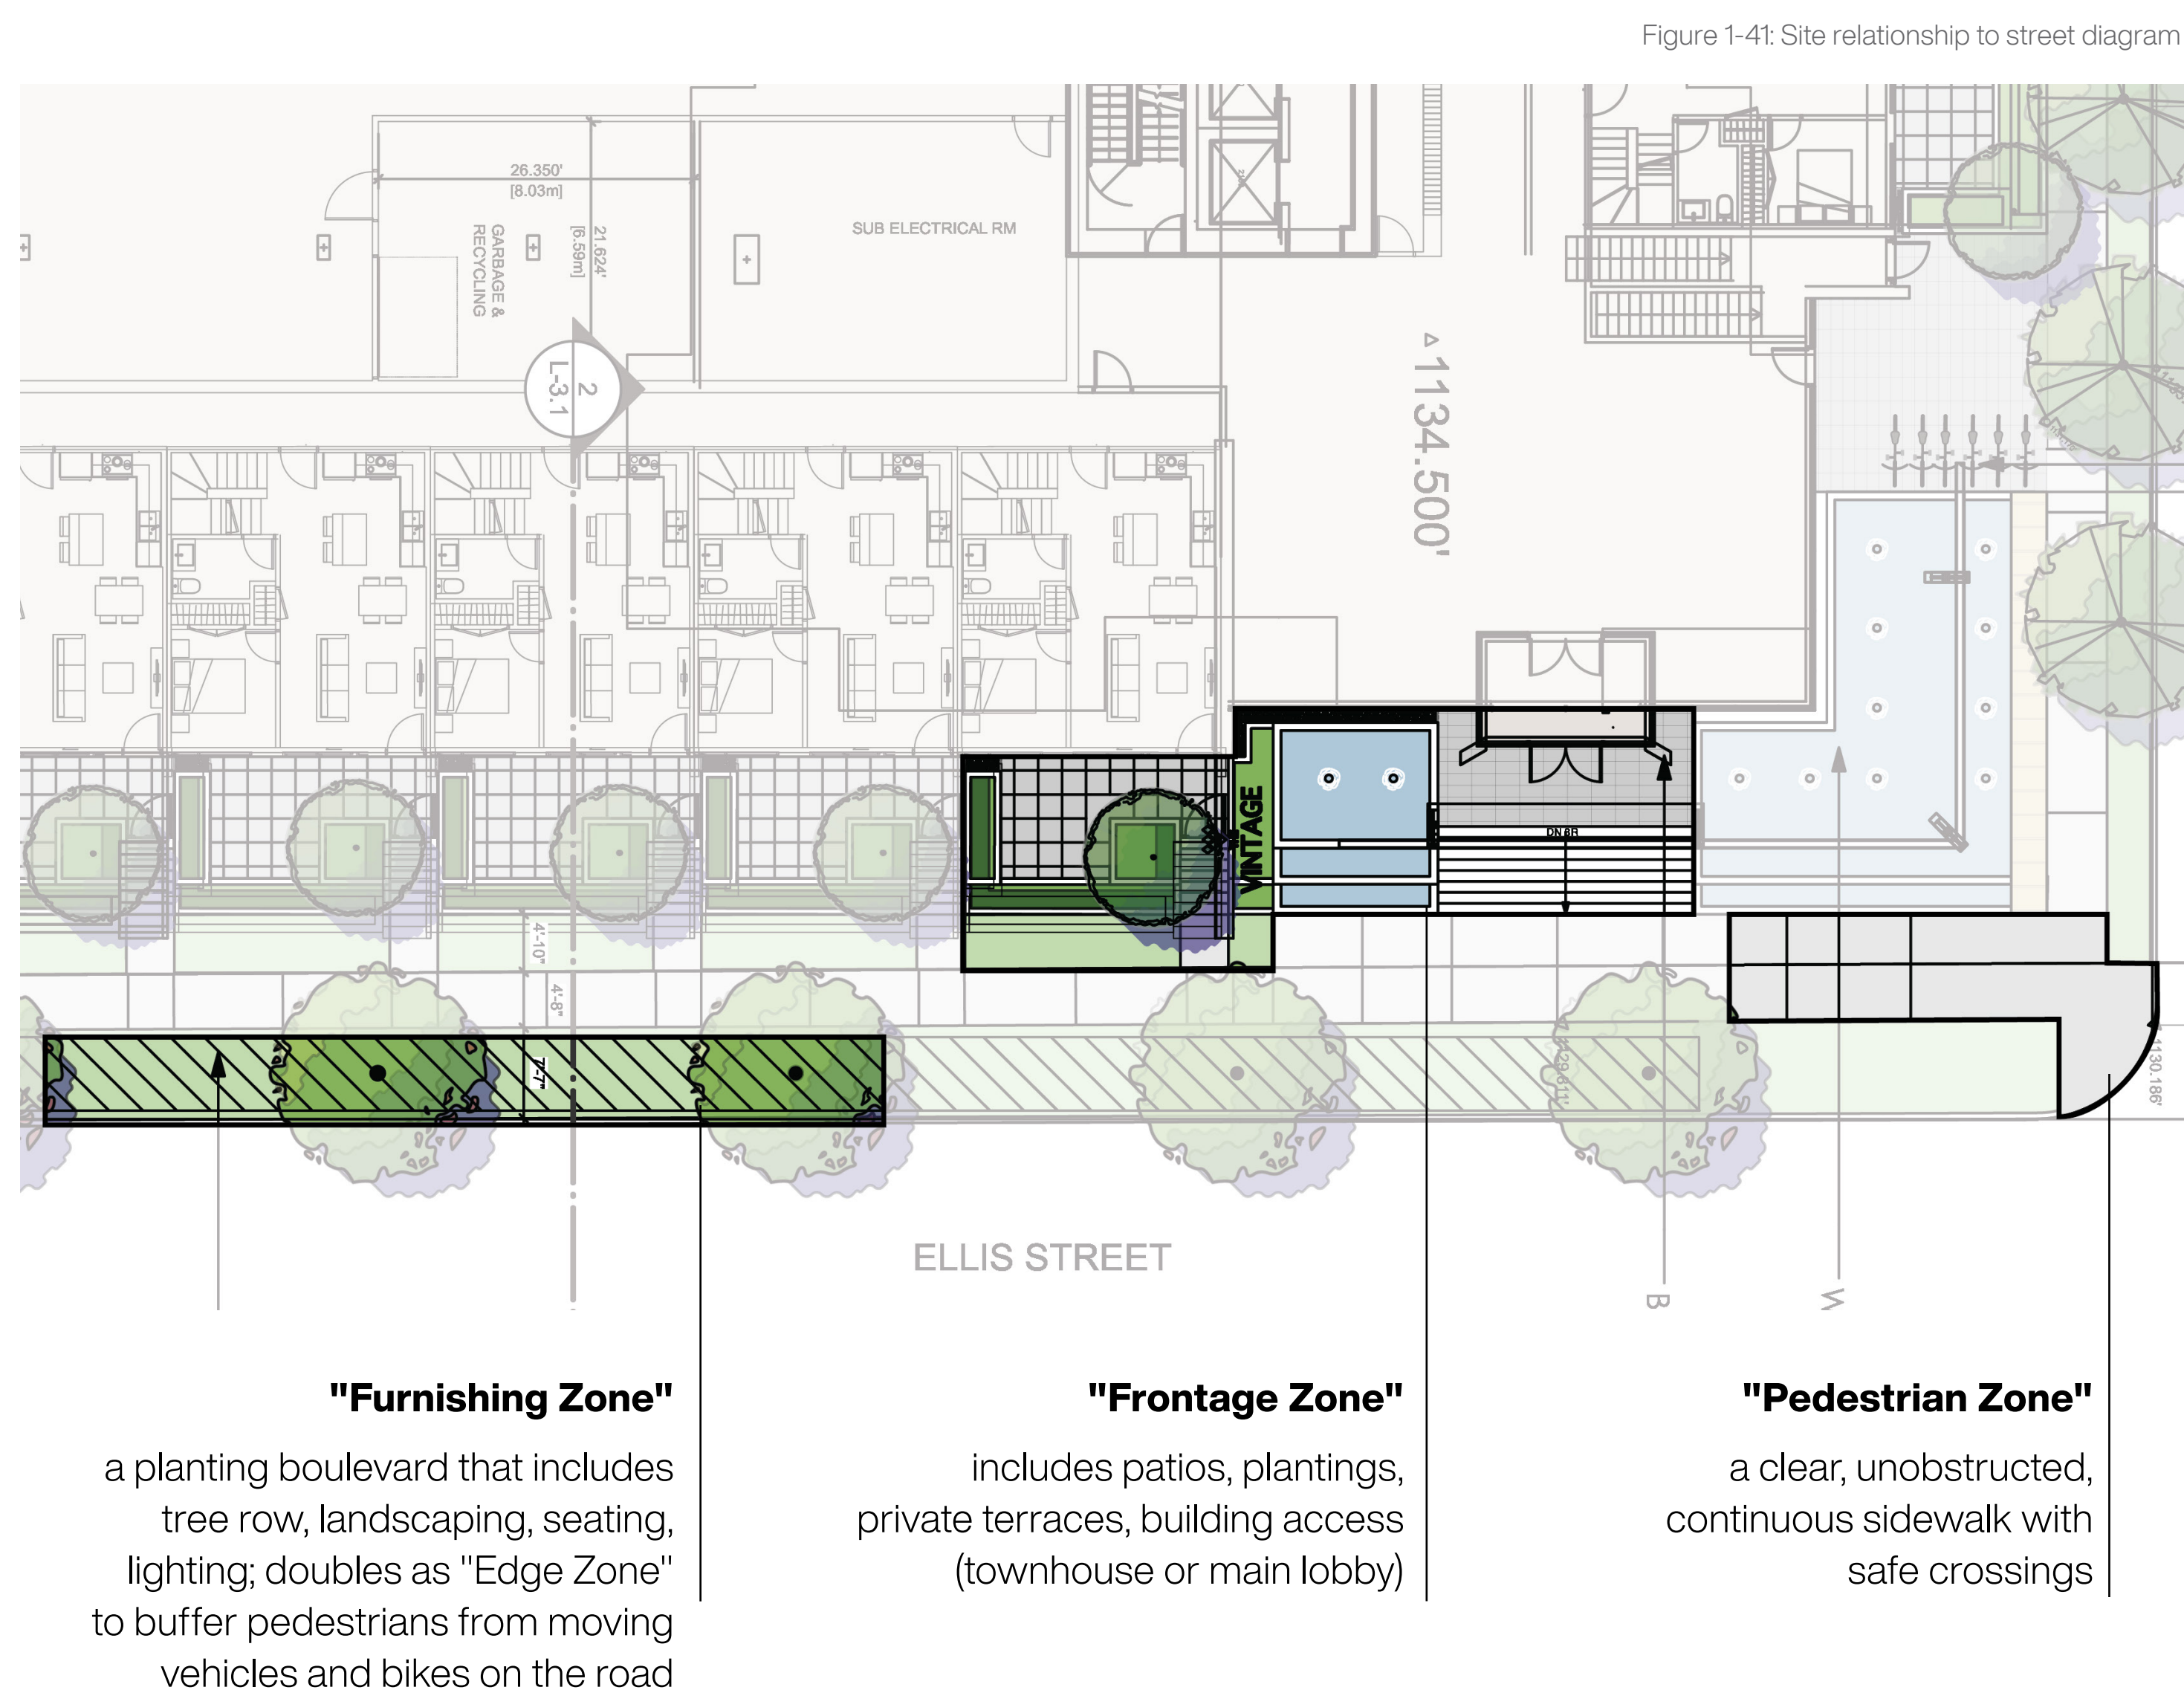 Figure 1-41: Site relationship to street diagram
26.350'
[8.03m]
21.624'
[6.59m]
GARBAGE &
RECYCLING
SUB ELECTRICAL RM
2
L-3.1
1134.500'
VINTAGE
DN 8R
4'-10"
4'-8"
7'-7"
1129.611'
1130.186'
ELLIS STREET
B
W
"Furnishing Zone"
a planting boulevard that includes
tree row, landscaping, seating,
lighting; doubles as "Edge Zone"
to buffer pedestrians from moving
vehicles and bikes on the road
"Frontage Zone"
includes patios, plantings,
private terraces, building access
(townhouse or main lobby)
"Pedestrian Zone"
a clear, unobstructed,
continuous sidewalk with
safe crossings